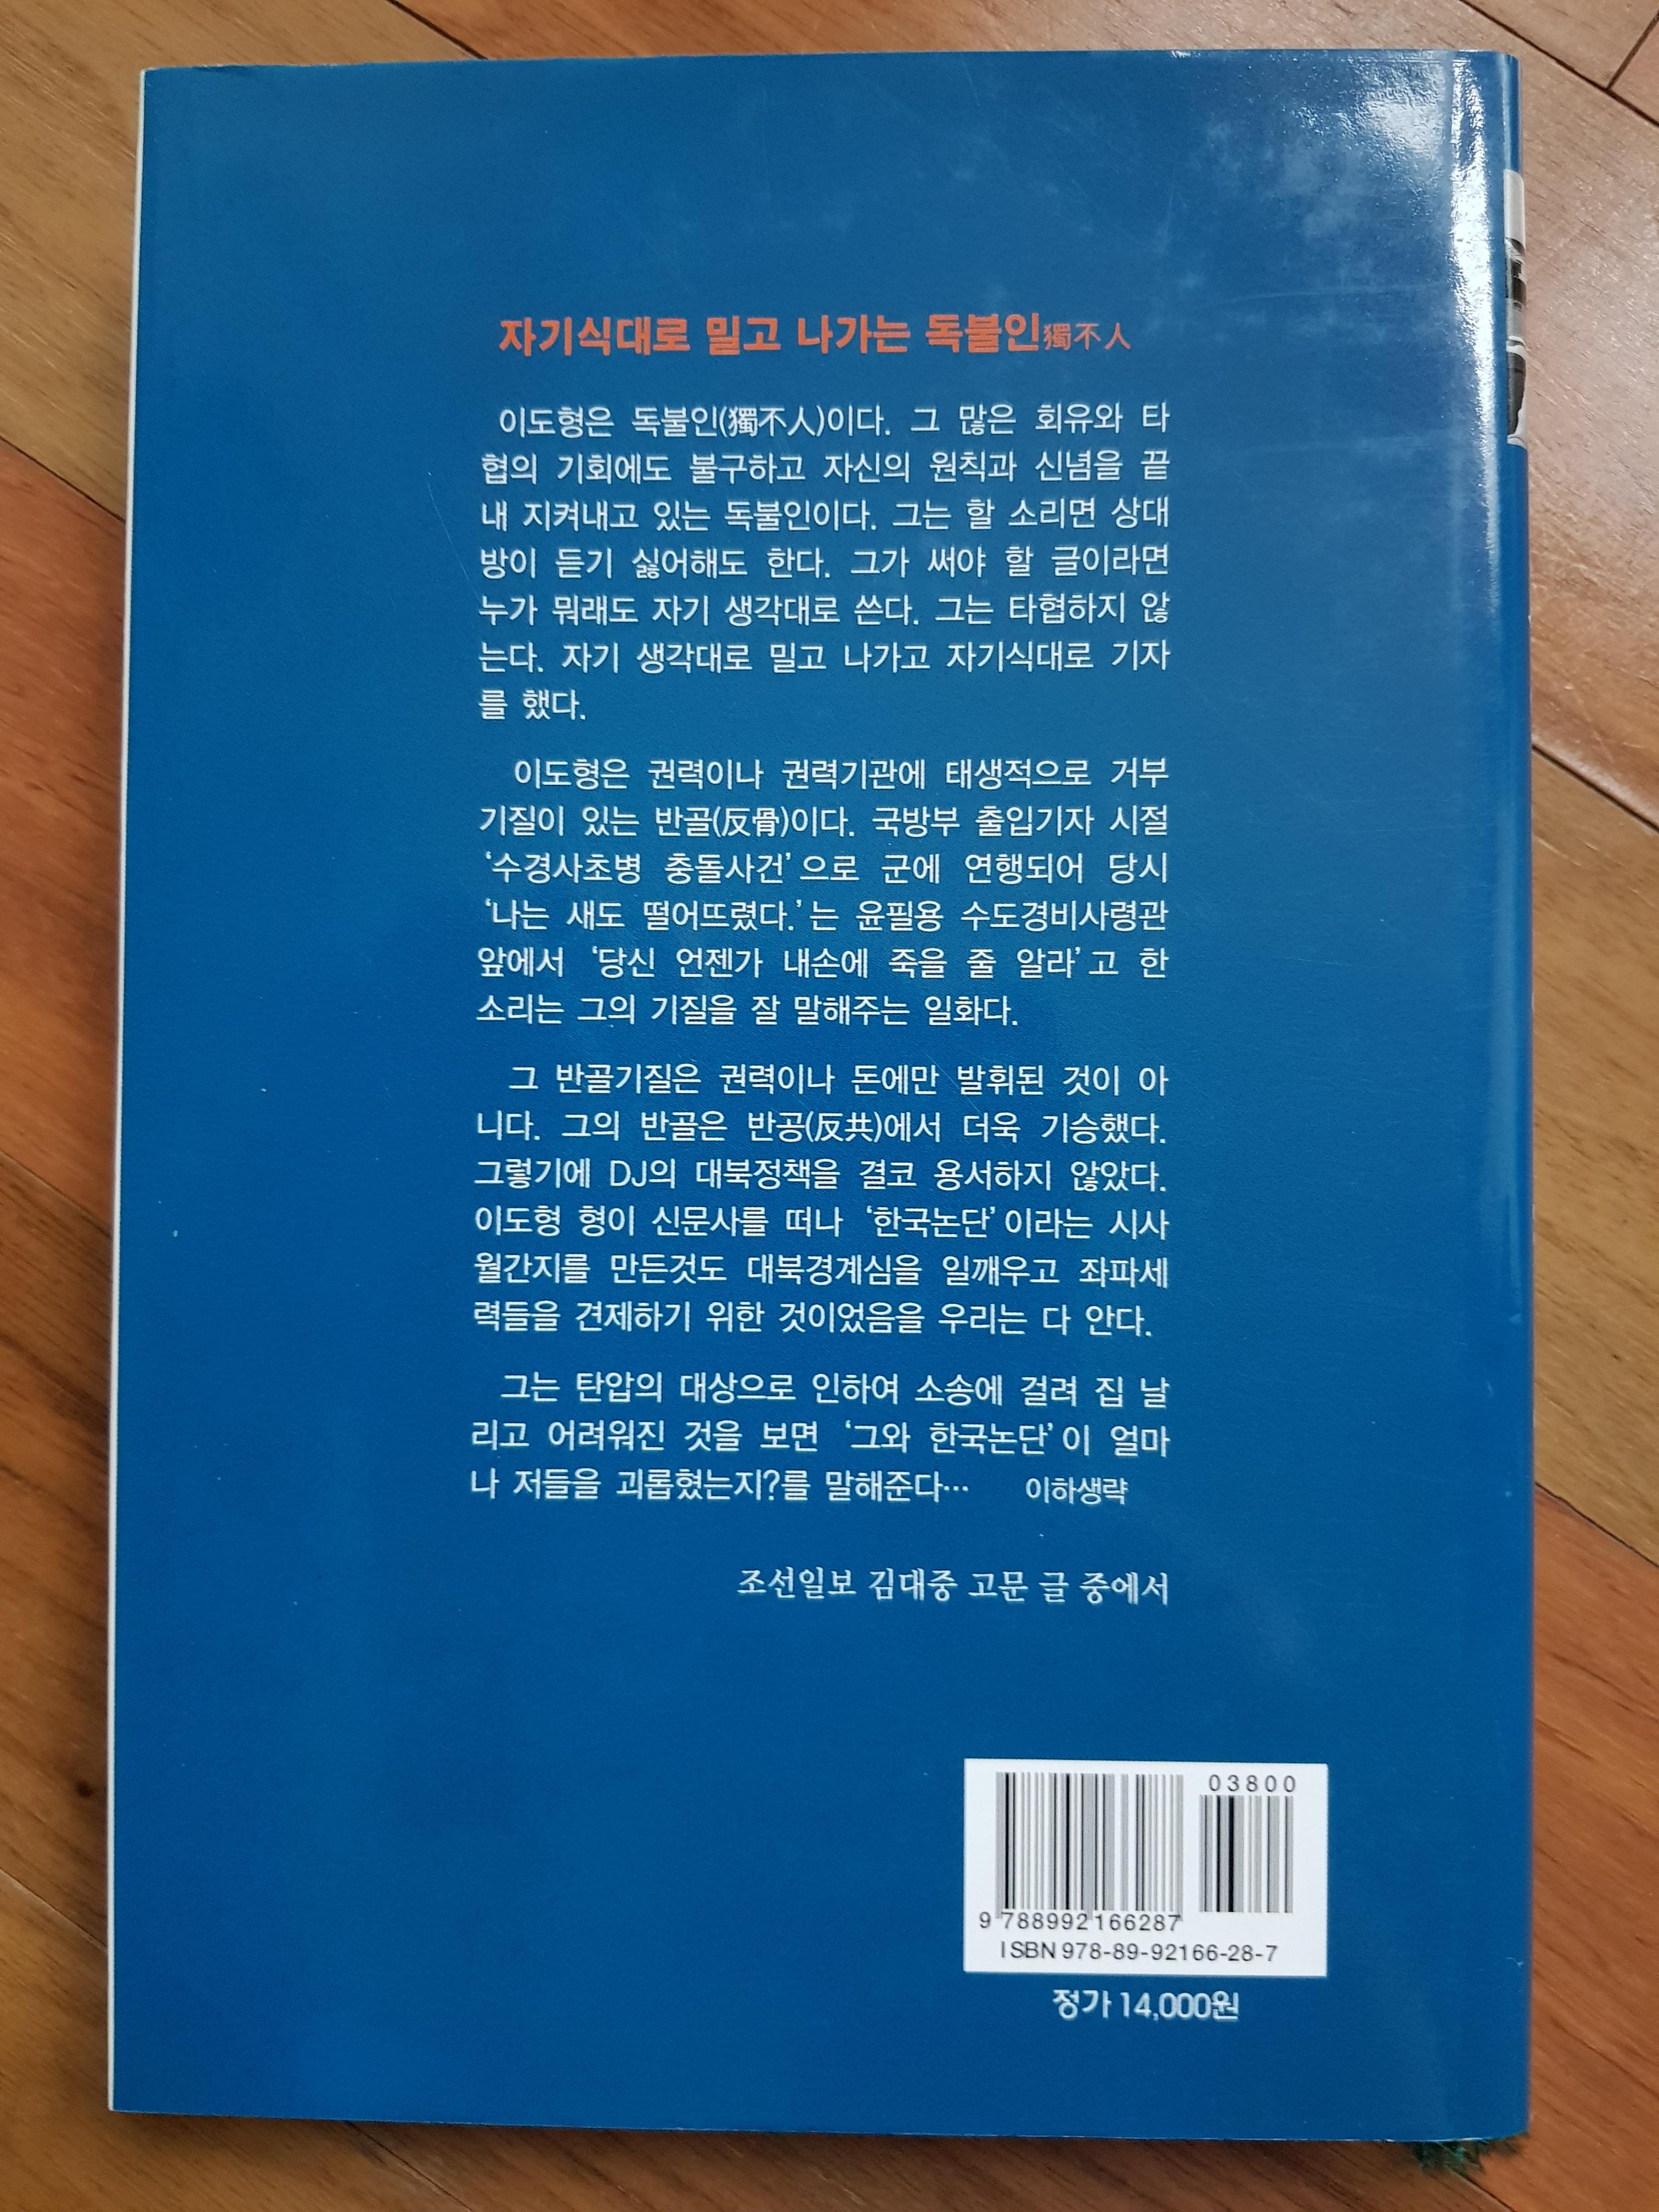 자기식대로 밀고 나가는 독불인獨不人
이도형은 독불인(獨不人)이다. 그 많은 회유와 타
협의 기회에도 불구하고 자신의 원칙과 신념을 끝
내 지켜내고 있는 독불인이다. 그는 할 소리면 상대
방이 듣기 싫어해도 한다. 그가 써야 할 글이라면
누가 뭐래도 자기 생각대로 쓴다. 그는 타협하지 않
는다. 자기 생각대로 밀고 나가고 자기식대로 기자
를 했다.
이도형은 권력이나 권력기관에 태생적으로 거부
기질이 있는 반골(反骨)이다. 국방부 출입기자 시절
‘수경사초병 충돌사건’으로 군에 연행되어 당시
‘나는 새도 떨어뜨렸다.’는 윤필용 수도경비사령관
앞에서 ‘당신 언젠가 내손에 죽을 줄 알라’고 한
소리는 그의 기질을 잘 말해주는 일화다.
그 반골기질은 권력이나 돈에만 발휘된 것이 아
니다. 그의 반골은 반공(反共)에서 더욱 기승했다.
그렇기에 DJ의 대북정책을 결코 용서하지 않았다.
이도형 형이 신문사를 떠나 ‘한국논단’이라는 시사
월간지를 만든것도 대북경계심을 일깨우고 좌파세
력들을 견제하기 위한 것이었음을 우리는 다 안다.
그는 탄압의 대상으로 인하여 소송에 걸려 집 날
리고 어려워진 것을 보면 ‘그와 한국논단’이 얼마
나 저들을 괴롭혔는지?를 말해준다… 이하생략
조선일보 김대중 고문 글 중에서
03800
9 788992 166287
ISBN 978-89-92166-28-7
정가 14,000원